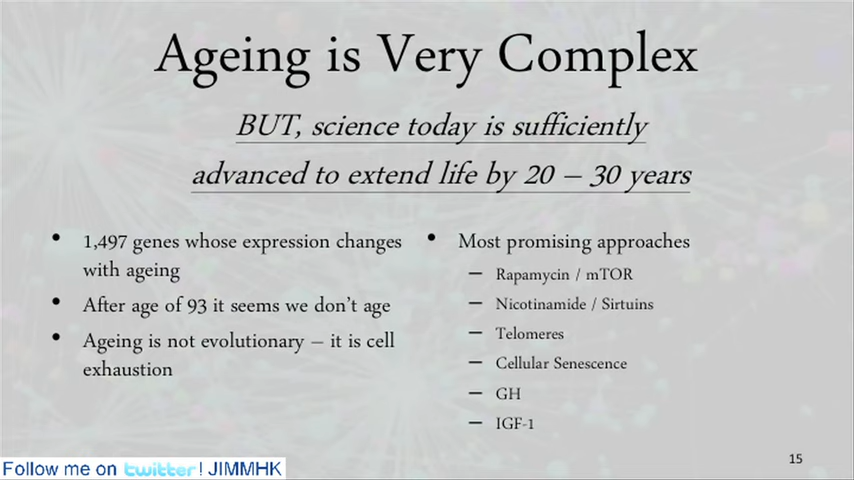 Ageing is Very Complex
BUT, science today is sufficiently
advanced to extend life by 20 – 30 years
• 1,497 genes whose expression changes
with ageing
• After age of 93 it seems we don't age
• Ageing is not evolutionary – it is cell
exhaustion
• Most promising approaches
– Rapamycin / mTOR
– Nicotinamide / Sirtuins
– Telomeres
– Cellular Senescence
– GH
– IGF-1
15
Follow me on twitter! JIMMHK